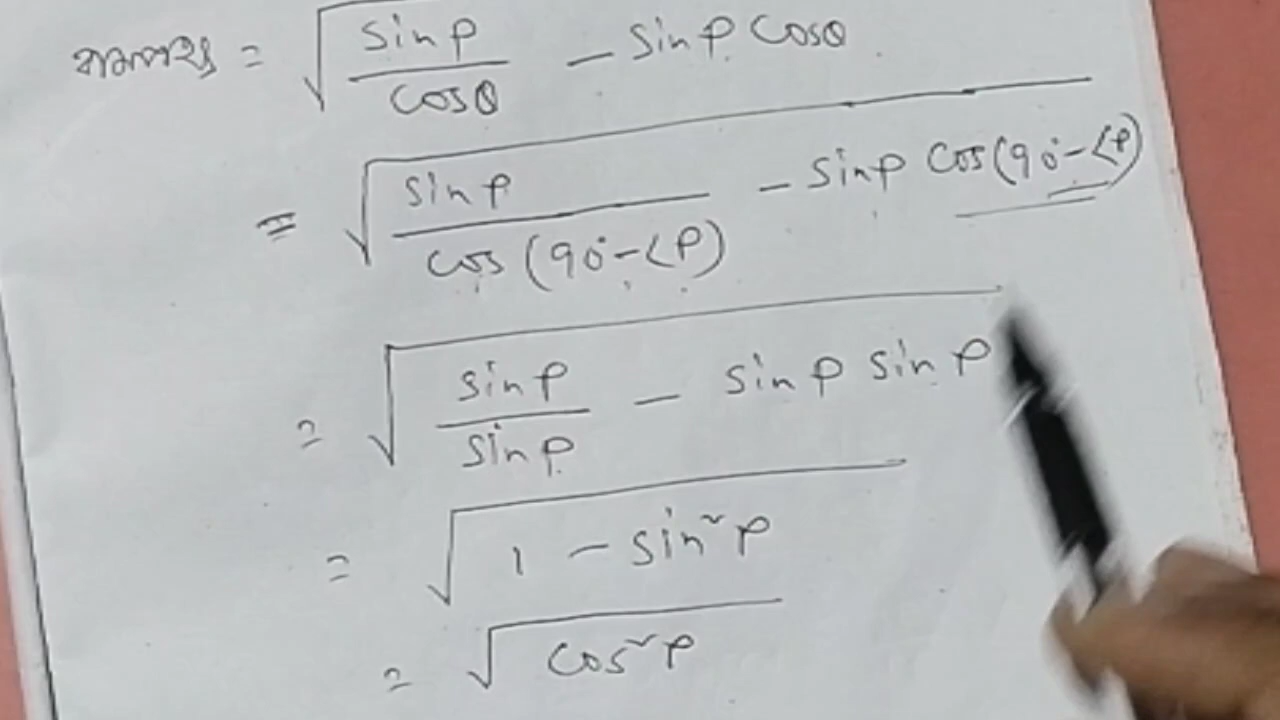 বামপক্ষ = √(sin P / cos Q - sin P cos Q)
= √(sin P / cos (90° - ∠P) - sin P cos (90° - ∠P))
= √(sin P / sin P - sin P sin P)
= √(1 - sin² P)
= √(cos² P)